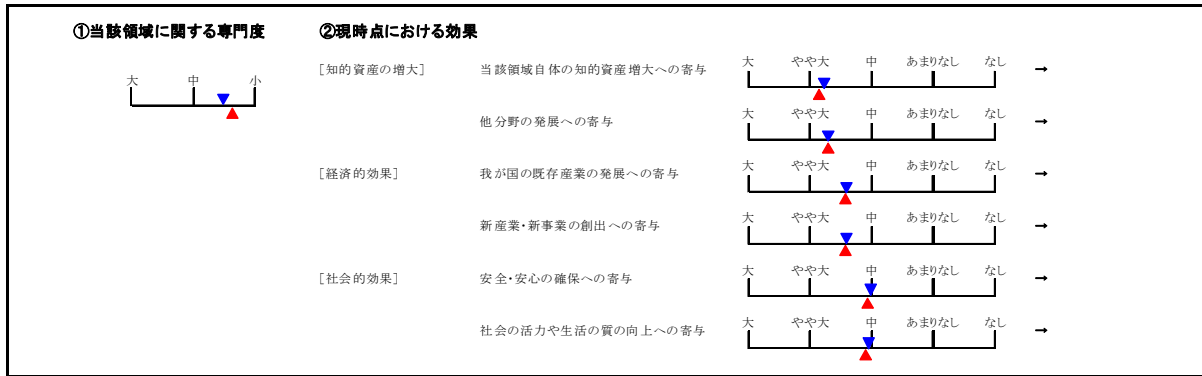 ①当該領域に関する専門度
大 中 小
②現時点における効果
[知的資産の増大] 当該領域自体の知的資産増大への寄与 大 やや大 中 あまりなし なし →
他分野の発展への寄与 大 やや大 中 あまりなし なし →
[経済的効果] 我が国の既存産業の発展への寄与 大 やや大 中 あまりなし なし →
新産業・新事業の創出への寄与 大 やや大 中 あまりなし なし →
[社会的効果] 安全・安心の確保への寄与 大 やや大 中 あまりなし なし →
社会の活力や生活の質の向上への寄与 大 やや大 中 あまりなし なし →